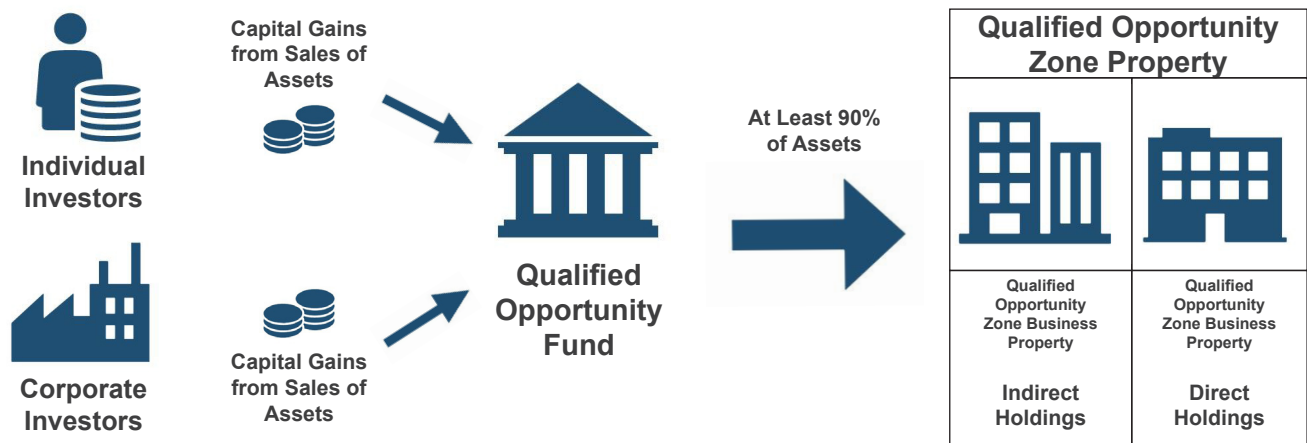 Individual
Investors
Capital Gains
from Sales of
Assets
Corporate
Investors
Capital Gains
from Sales of
Assets
Qualified
Opportunity
Fund
At Least 90%
of Assets
Qualified Opportunity
Zone Property
Qualified
Opportunity
Zone Business
Property
Indirect
Holdings
Qualified
Opportunity
Zone Business
Property
Direct
Holdings